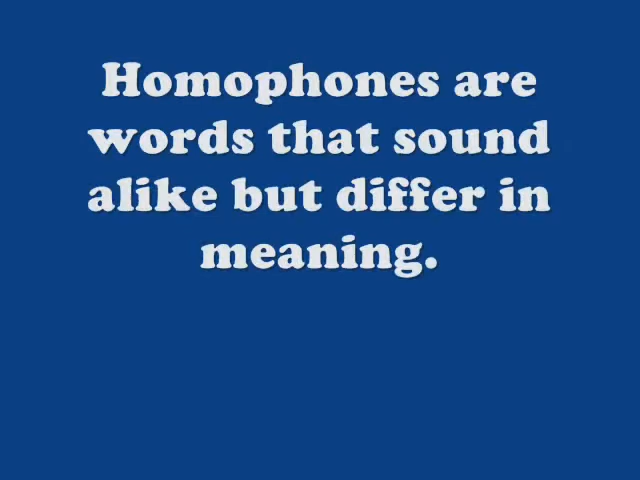 Homophones are
words that sound
alike but differ in
meaning.